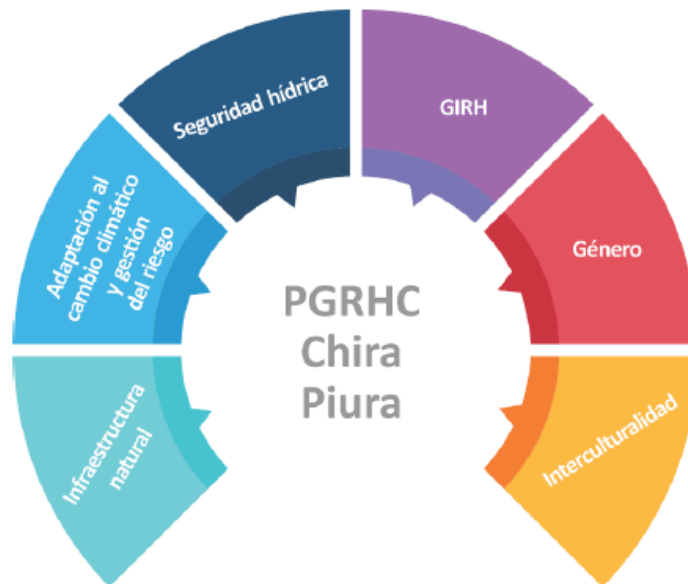 Seguridad hídrica
GIRH
Adaptación al
cambio climático
y gestión
del riesgo
Género
PGRHC
Chira
Piura
Infraestructura
natural
Interculturalidad